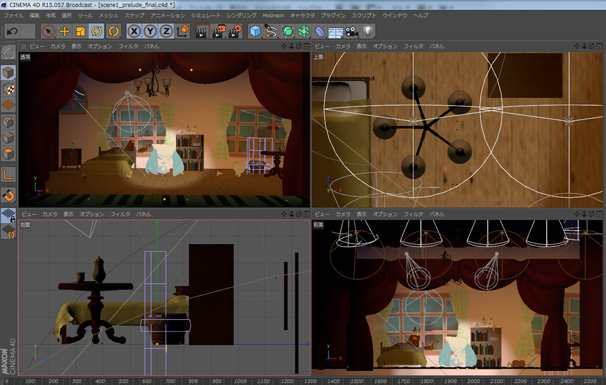 CINEMA 4D R15.057 Broadcast - [scene1_prelude_final.c4d *]
ファイル 編集 作成 選択 ツール メッシュ スナップ アニメーション シミュレート レンダリング MoGraph キャラクタ プラグイン スクリプト ウインドウ ヘルプ
ビュー カメラ 表示 オプション フィルタ パネル
ビュー カメラ 表示 オプション フィルタ パネル
透視
上面
ビュー カメラ 表示 オプション フィルタ パネル
ビュー カメラ 表示 オプション フィルタ パネル
右面
前面
MAXON CINEMA 4D
0 100 200 300 400 500 600 700 800 900 1000 1100 1200 1300 1400 1500 1600 1700 1800 1900 2000 2100 2200 2300 2400 2500